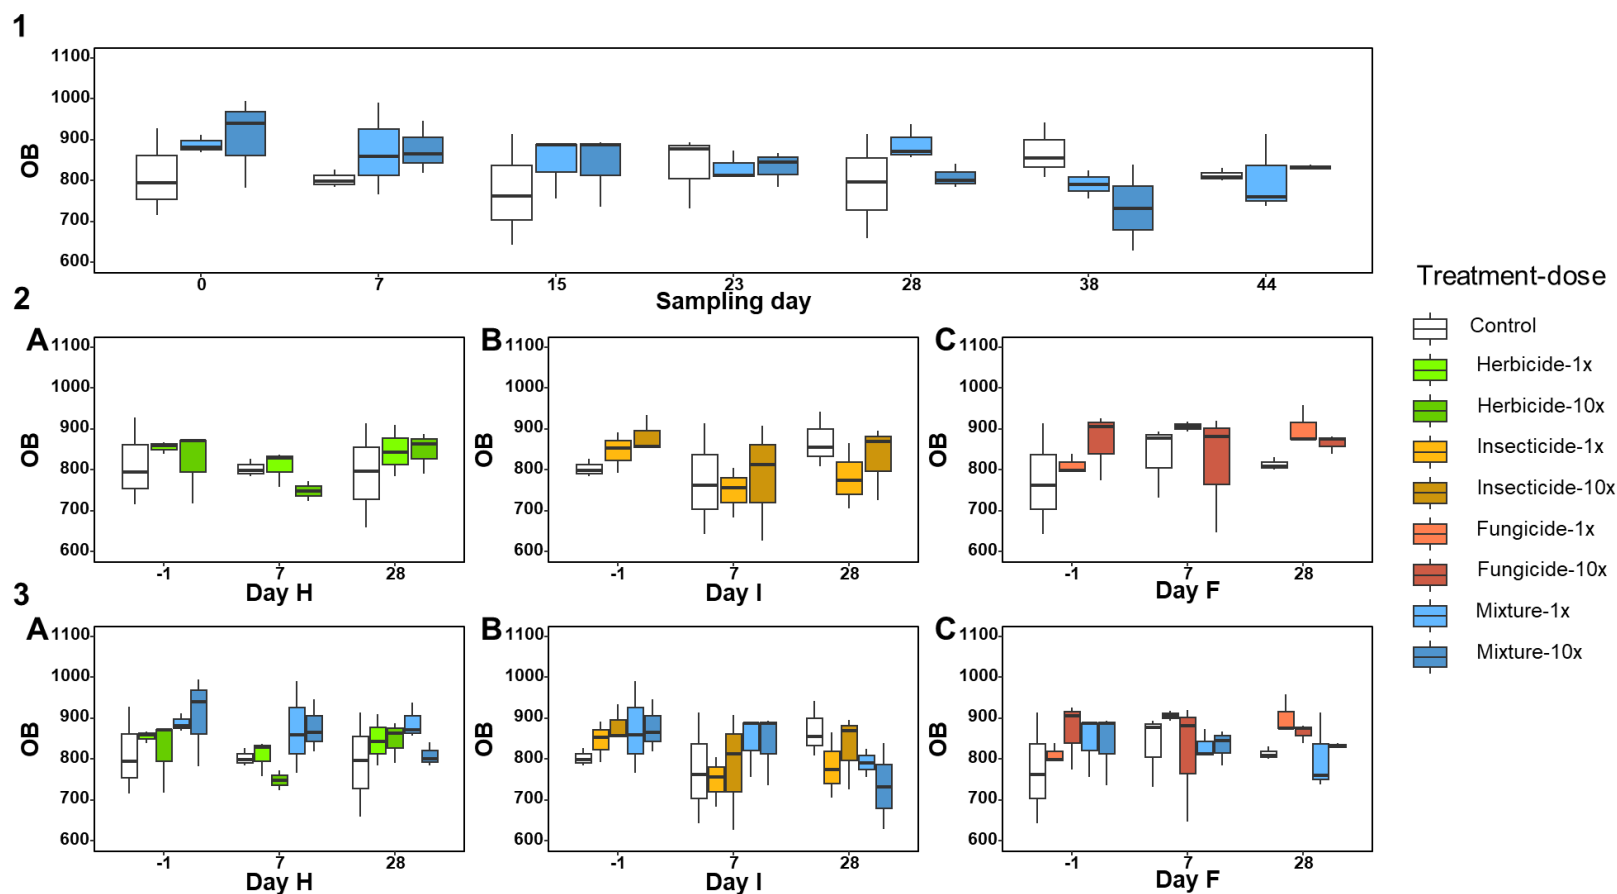 1
1100
1000
900
800
700
600
OB
0 7 15 23 28 38 44
Sampling day
2
A
1100
1000
900
800
700
600
OB
-1 7 28
Day H
B
1100
1000
900
800
700
600
OB
-1 7 28
Day I
C
1100
1000
900
800
700
600
OB
-1 7 28
Day F
3
A
1100
1000
900
800
700
600
OB
-1 7 28
Day H
B
1100
1000
900
800
700
600
OB
-1 7 28
Day I
C
1100
1000
900
800
700
600
OB
-1 7 28
Day F
Treatment-dose
Control
Herbicide-1x
Herbicide-10x
Insecticide-1x
Insecticide-10x
Fungicide-1x
Fungicide-10x
Mixture-1x
Mixture-10x